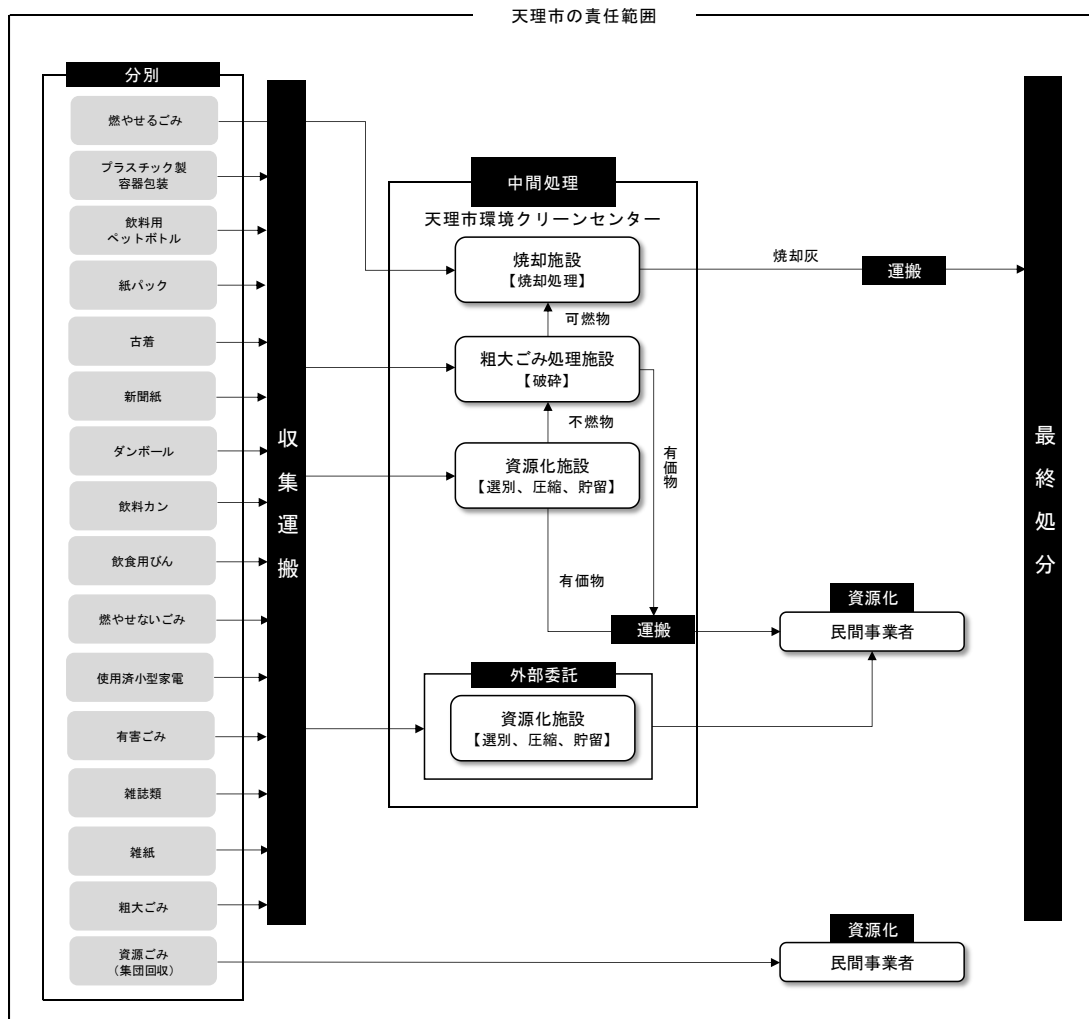 天理市の責任範囲
分別
燃やせるごみ
プラスチック製
容器包装
飲料用
ペットボトル
紙パック
古着
新聞紙
ダンボール
飲料カン
飲食用びん
燃やせないごみ
使用済小型家電
有害ごみ
雑誌類
雑紙
粗大ごみ
資源ごみ
（集団回収）
収集運搬
中間処理
天理市環境クリーンセンター
焼却施設
【焼却処理】
可燃物
粗大ごみ処理施設
【破砕】
不燃物
資源化施設
【選別、圧縮、貯留】
有価物
有価物
運搬
外部委託
資源化施設
【選別、圧縮、貯留】
焼却灰
運搬
資源化
民間事業者
資源化
民間事業者
最終処分